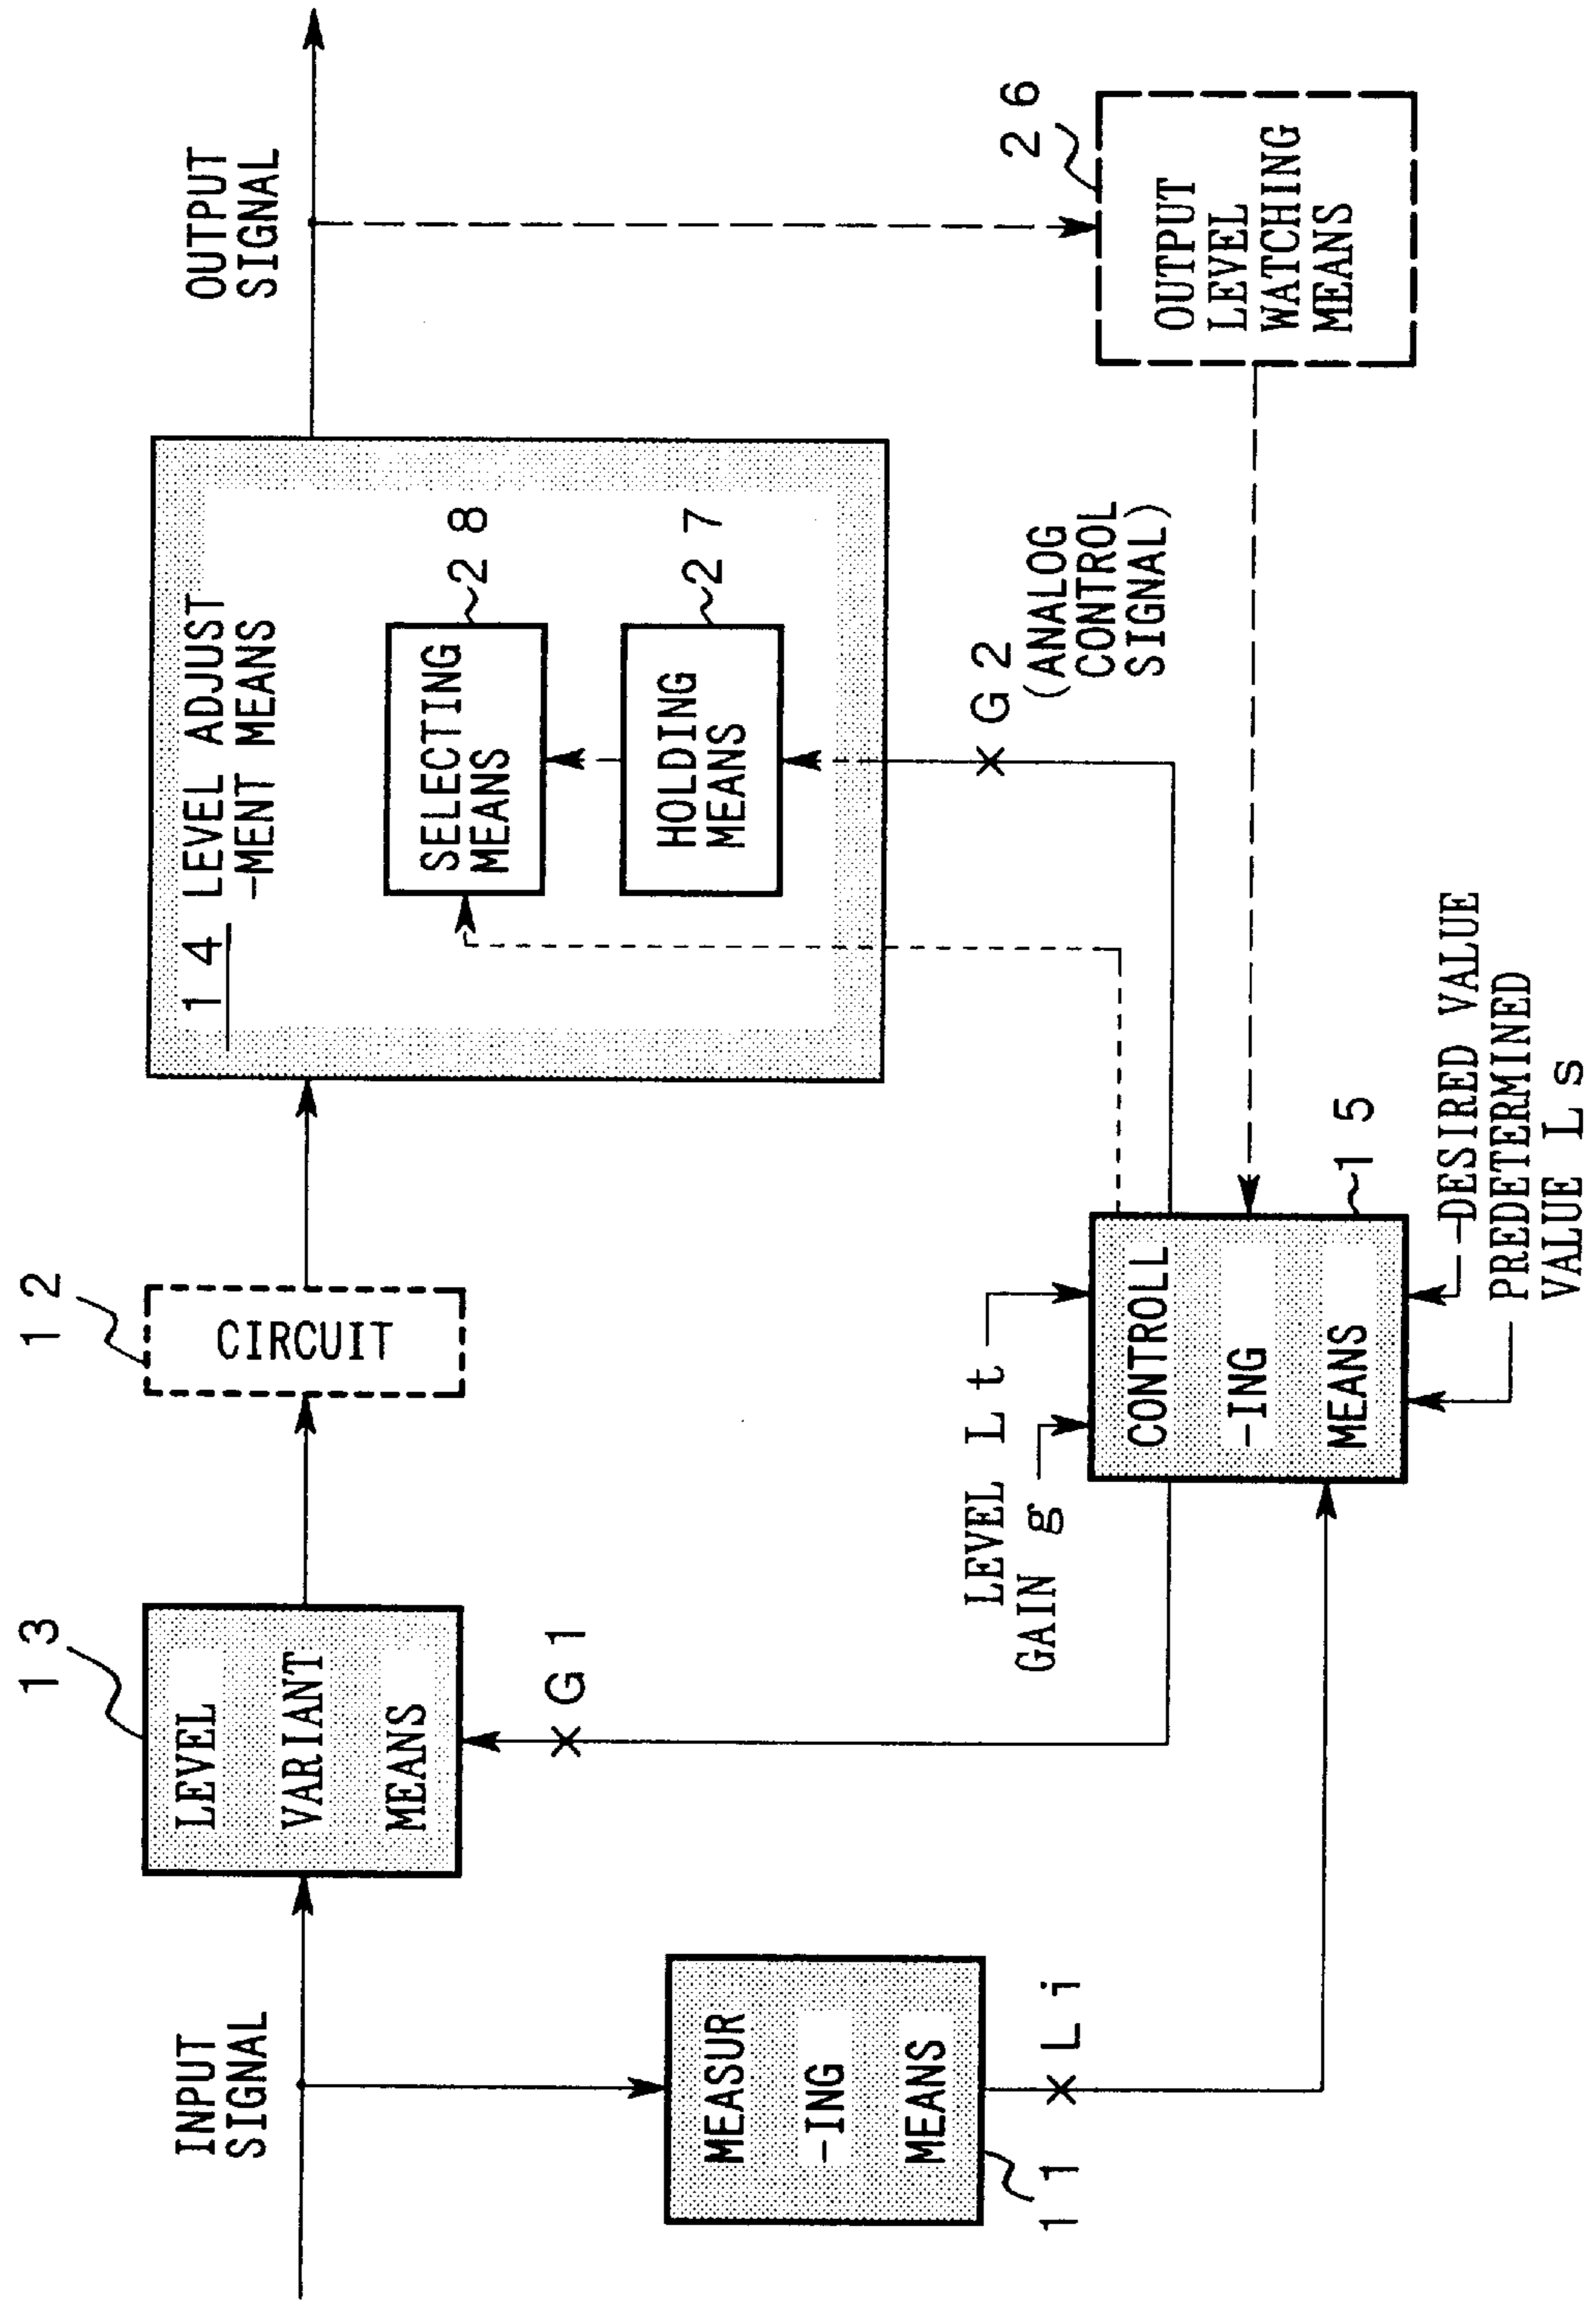 INPUT
SIGNAL
1 3
LEVEL
VARIANT
MEANS
1 2
CIRCUIT
1 4 LEVEL ADJUST
-MENT MEANS
SELECTING
MEANS
2 8
HOLDING
MEANS
2 7
OUTPUT
SIGNAL
MEASUR
-ING
MEANS
1 1
L i
G 1
LEVEL L t
GAIN g
CONTROLL
-ING
MEANS
1 5
DESIRED VALUE
PREDETERMINED
VALUE L s
G 2
(ANALOG
CONTROL
SIGNAL)
2 6
OUTPUT
LEVEL
WATCHING
MEANS